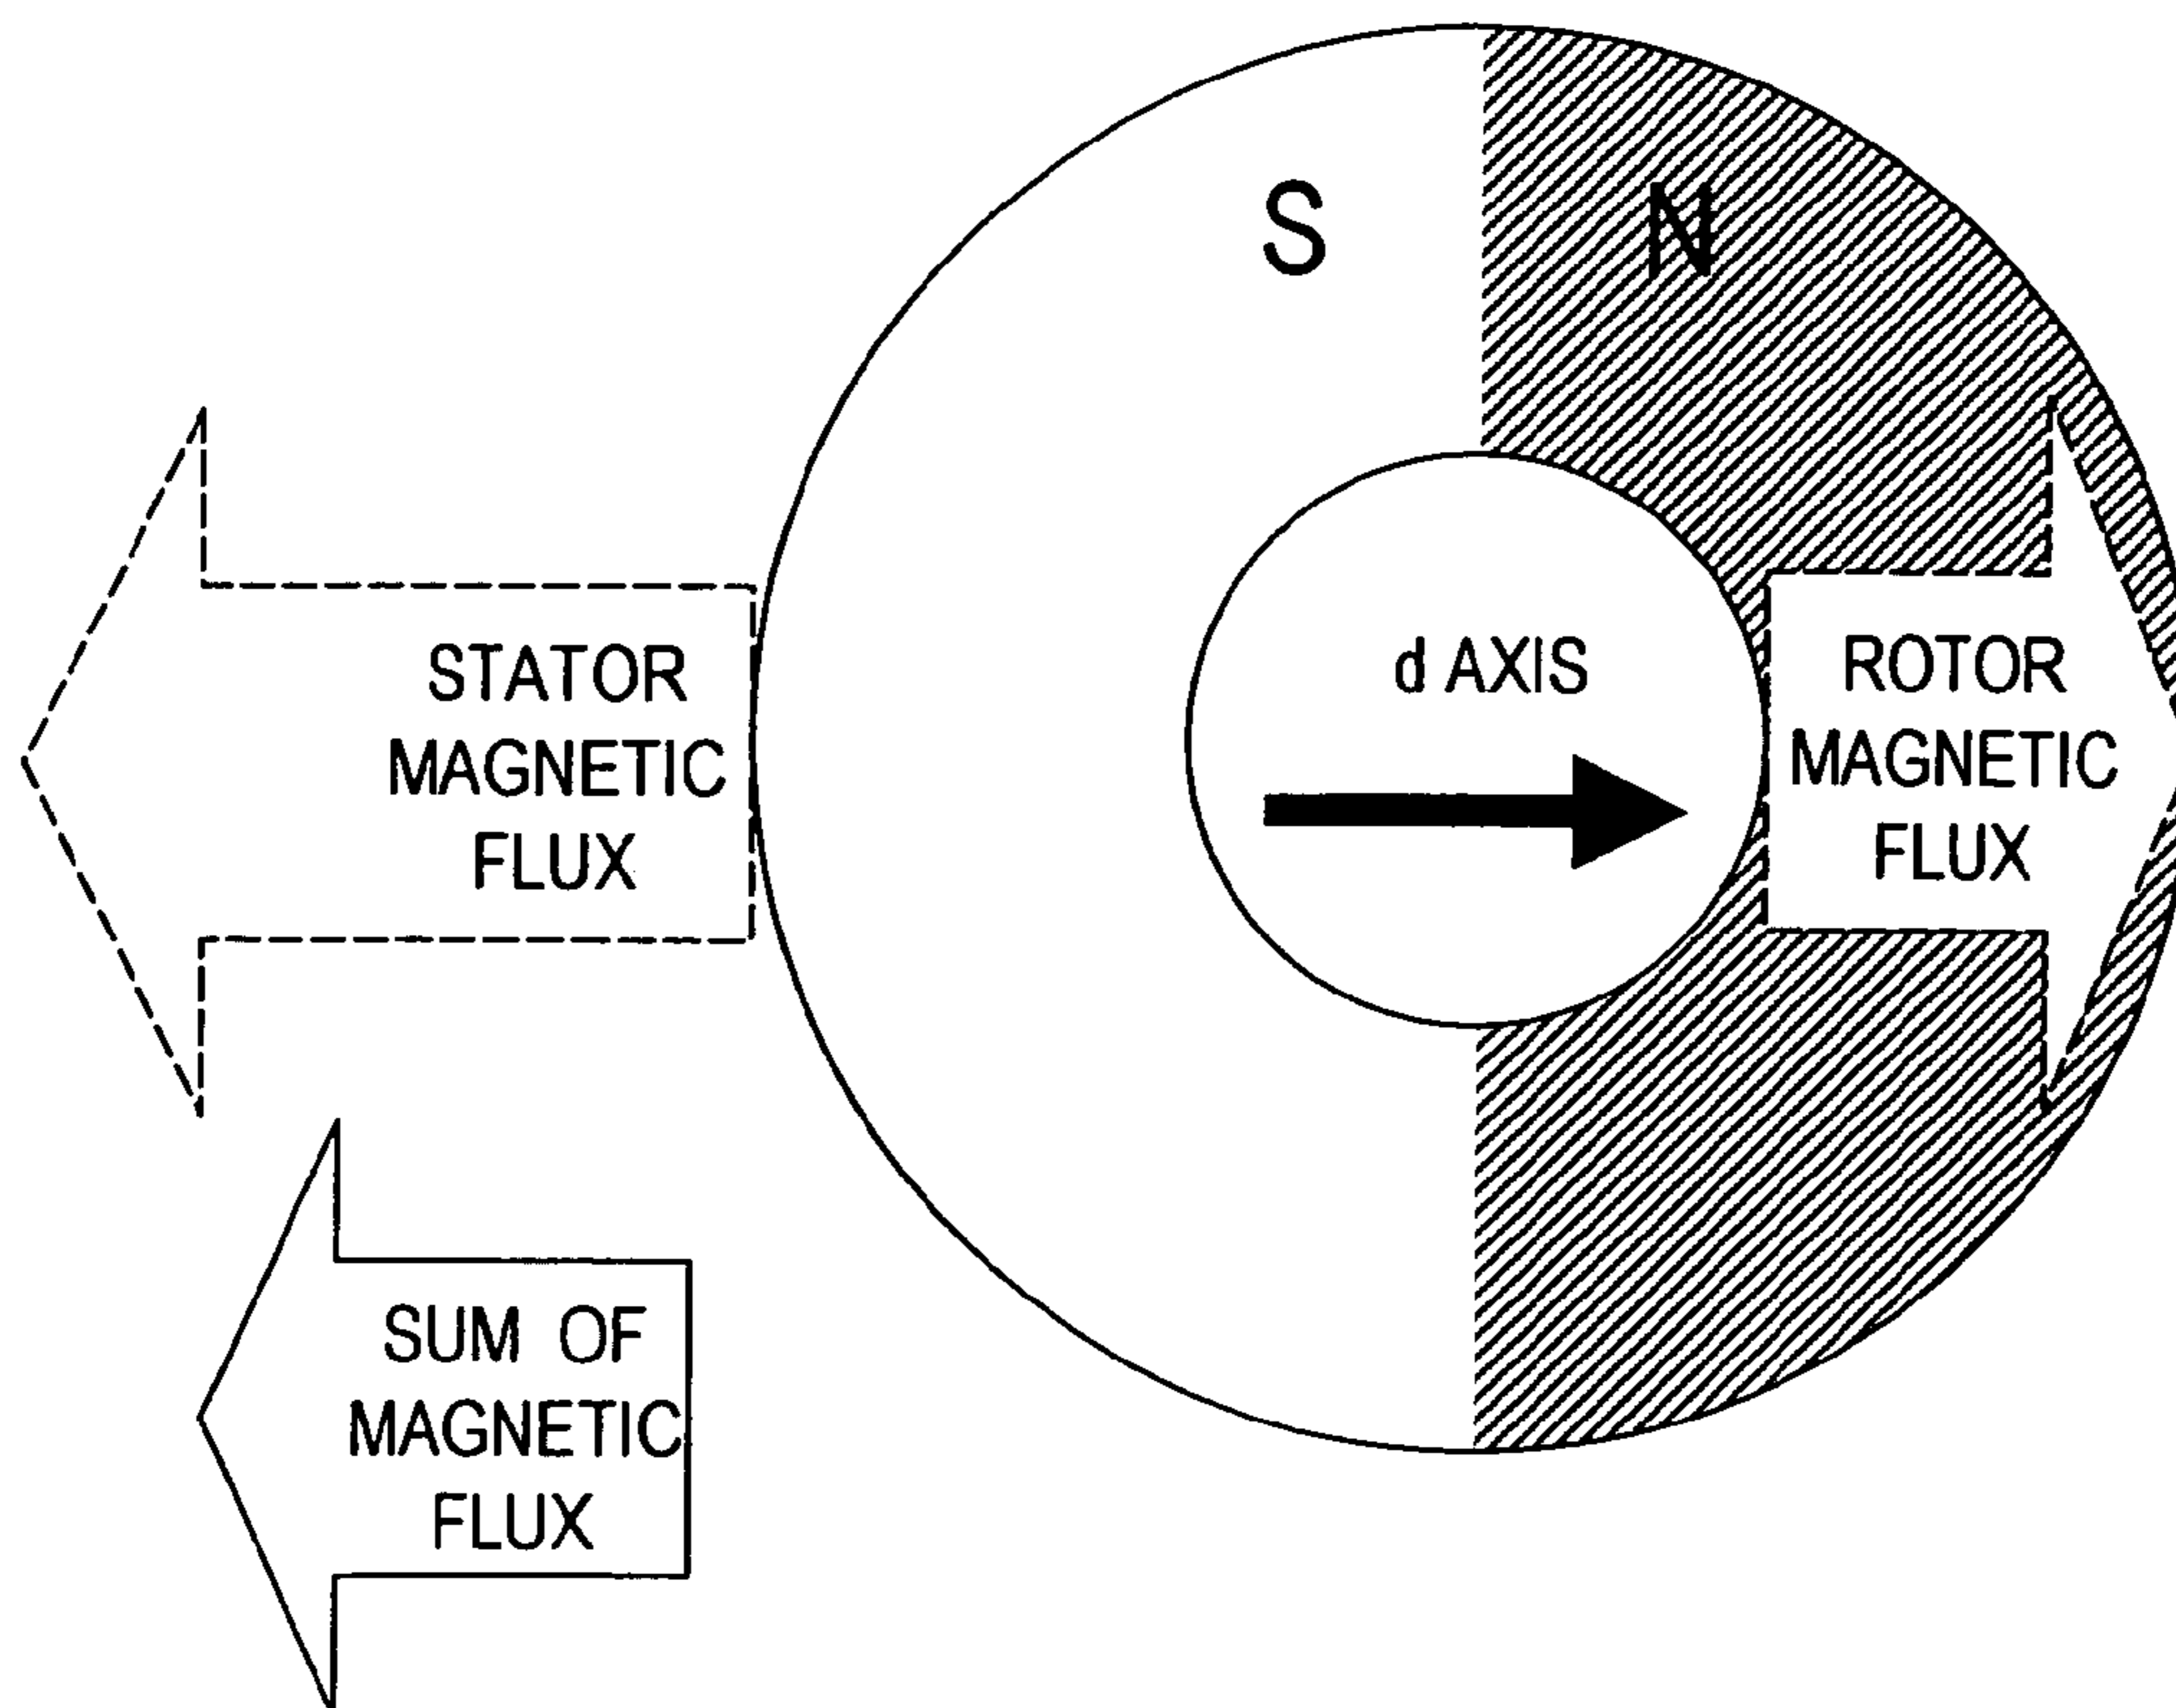 S
N
STATOR
MAGNETIC
FLUX
d AXIS
ROTOR
MAGNETIC
FLUX
SUM OF
MAGNETIC
FLUX